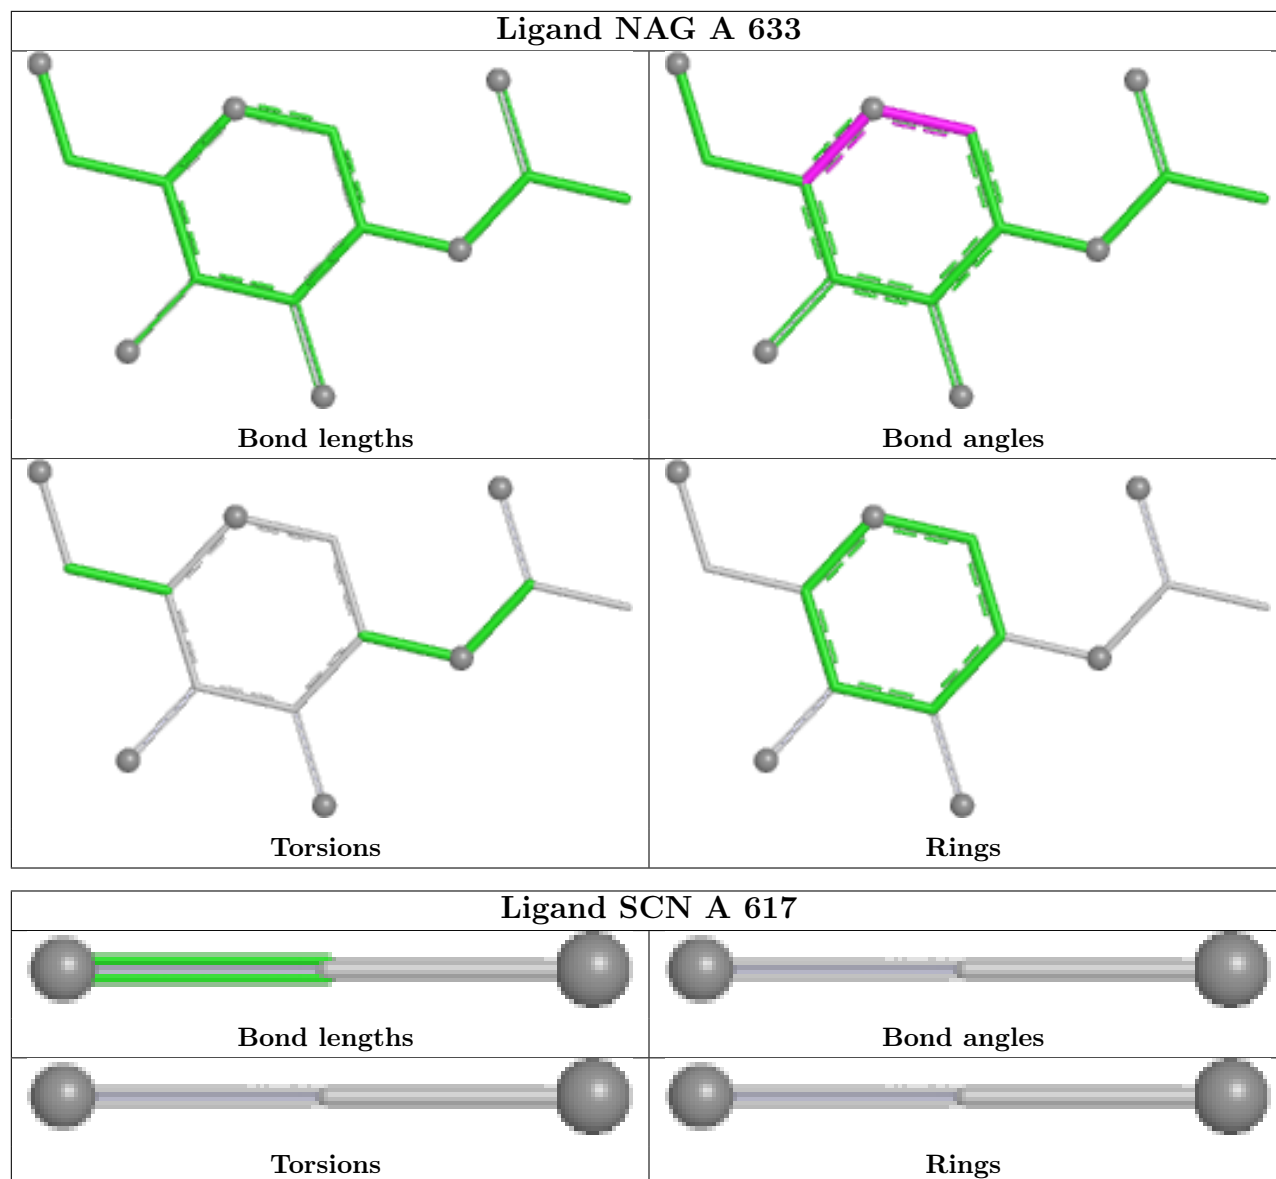 Ligand NAG A 633
Bond lengths
Bond angles
Torsions
Rings
Ligand SCN A 617
Bond lengths
Bond angles
Torsions
Rings